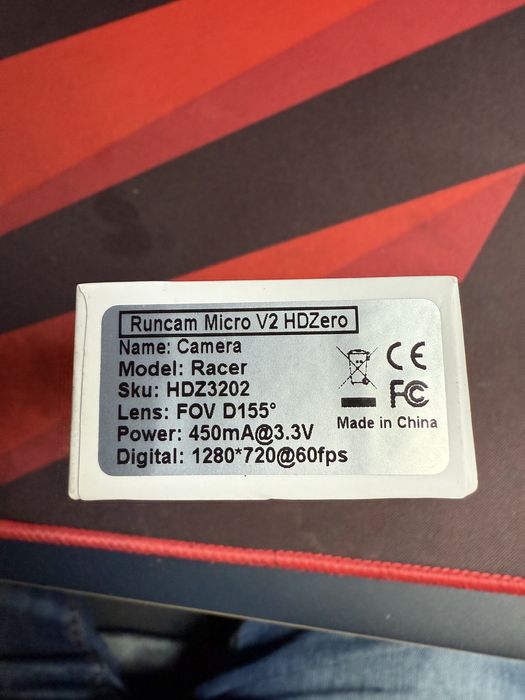 Runcam Micro V2 HDZero
Name: Camera
Model: Racer
Sku: HDZ3202
Lens: FOV D155°
Power: 450mA@3.3V
Digital: 1280*720@60fps
CE
FC
Made in China